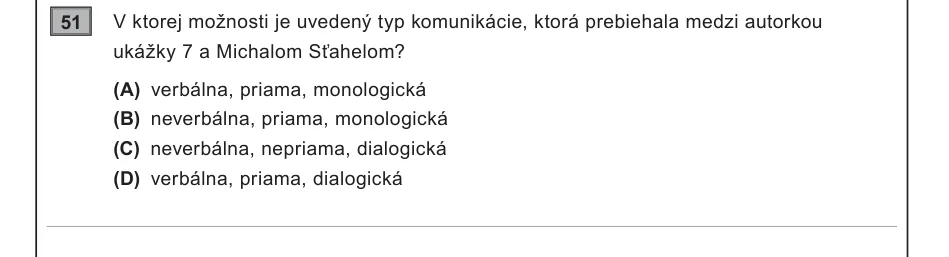 51 V ktorej možnosti je uvedený typ komunikácie, ktorá prebiehala medzi autorkou
ukážky 7 a Michalom Sťahelom?
(A) verbálna, priama, monologická
(B) neverbálna, priama, monologická
(C) neverbálna, nepriama, dialogická
(D) verbálna, priama, dialogická